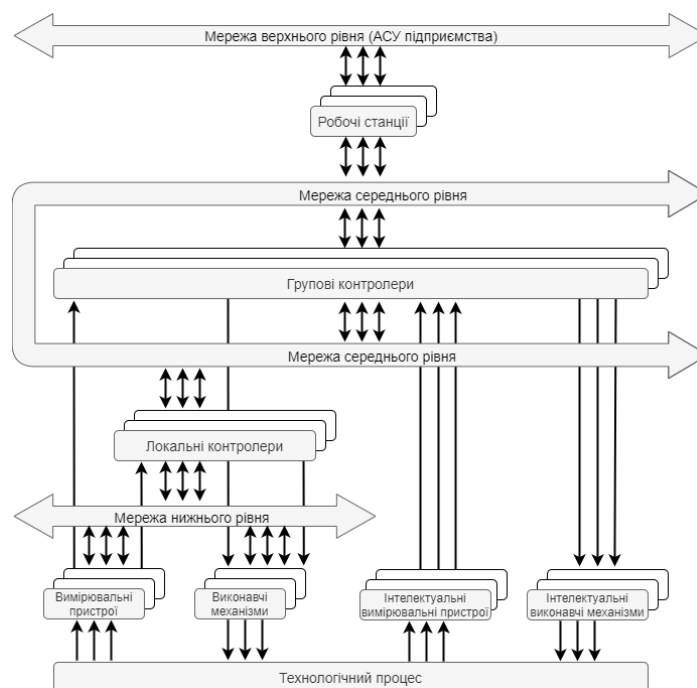 Мережа верхнього рівня (АСУ підприємства)
Робочі станції
Мережа середнього рівня
Групові контролери
Мережа середнього рівня
Локальні контролери
Мережа нижнього рівня
Вимірювальні
пристрої
Виконавчі
механізми
Інтелектуальні
вимірювальні пристрої
Інтелектуальні
виконавчі механізми
Технологічний процес